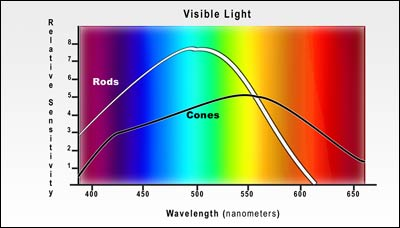 Visible Light
Relative Sensitivity
8
7
6
5
4
3
2
1
Rods
Cones
400 450 500 550 600 650
Wavelength (nanometers)